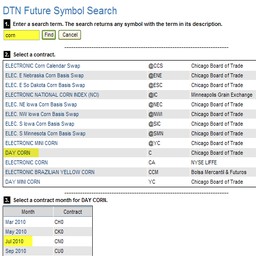 DTN Future Symbol Search
1. Enter a search term. The search returns any symbol with the term in its description.
corn Find Cancel
2. Select a contract.
ELECTRONIC Corn Calendar Swap @CCS Chicago Board of Trade
ELEC. E Nebraska Corn Basis Swap @ENE Chicago Board of Trade
ELEC. E So Dakota Corn Basis Swap @ESC Chicago Board of Trade
ELECTRONIC NATIONAL CORN INDEX (NCI) @IC Minneapolis Grain Exchange
ELEC. NE Iowa Corn Basis Swap @NEC Chicago Board of Trade
ELEC. NW Iowa Corn Basis Swap @NWI Chicago Board of Trade
ELEC. S Iowa Corn Basis Swap @SIC Chicago Board of Trade
ELEC. S Minnesota Corn Basis Swap @SMN Chicago Board of Trade
ELECTRONIC MINI CORN @YC Chicago Board of Trade
DAY CORN C Chicago Board of Trade
ELECTRONIC CORN CA NYSE LIFFE
ELECTRONIC BRAZILIAN YELLOW CORN CCM Bolsa Mercantil & Futuros
DAY MINI CORN YC Chicago Board of Trade
3. Select a contract month for DAY CORN.
Month Contract
Mar 2010 CH0
May 2010 CK0
Jul 2010 CN0
Sep 2010 CU0